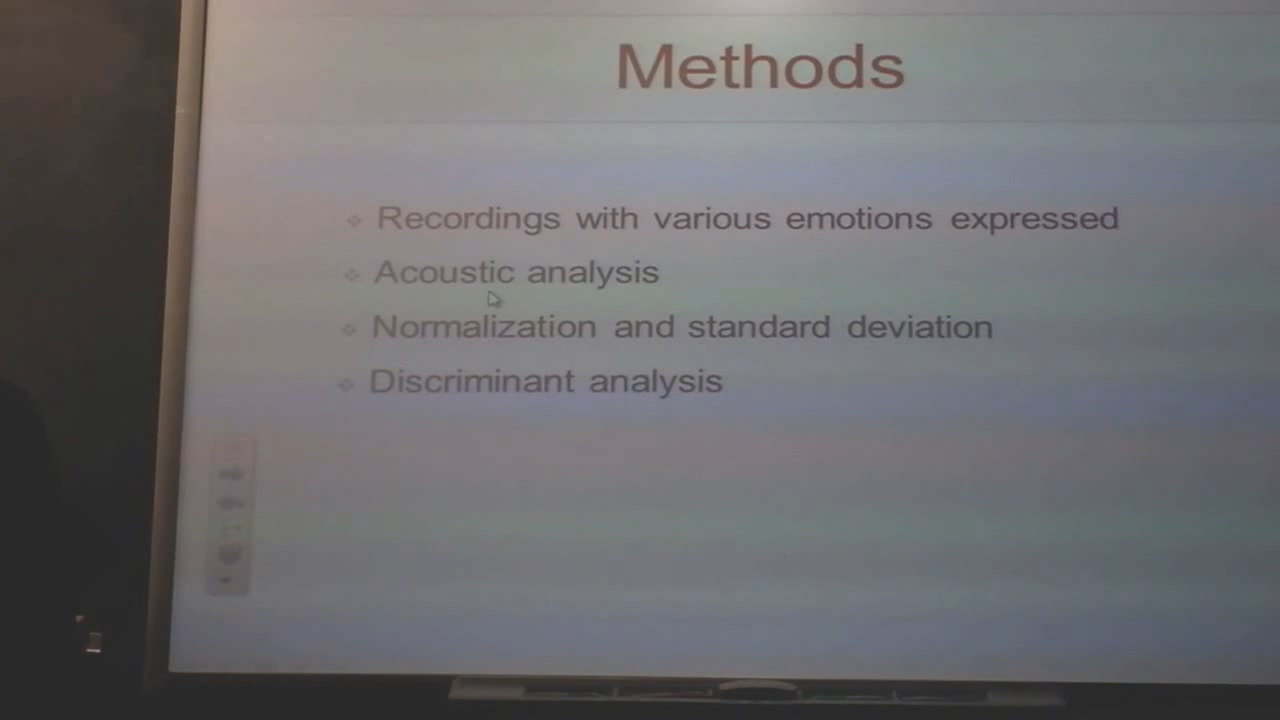 Methods
Recordings with various emotions expressed
Acoustic analysis
Normalization and standard deviation
Discriminant analysis